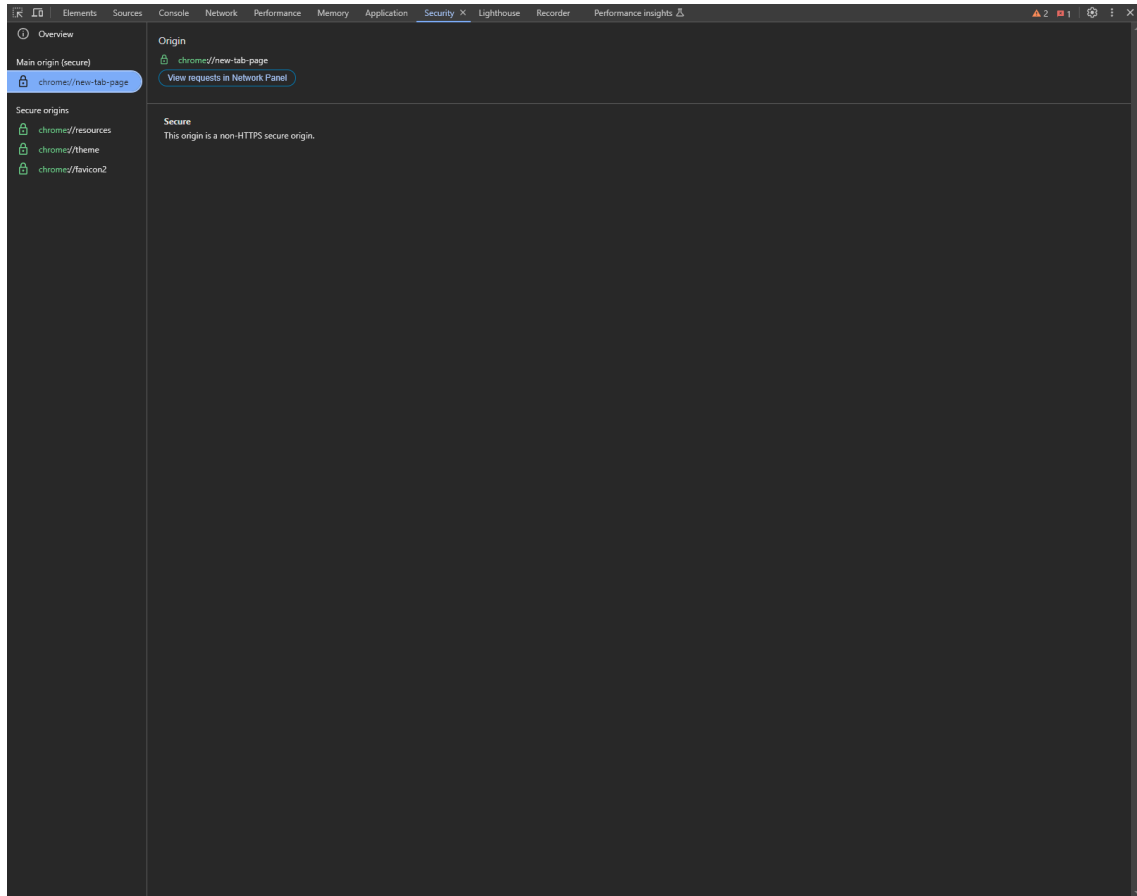 Elements Sources Console Network Performance Memory Application Security × Lighthouse Recorder Performance insights 2 1
Overview
Main origin (secure)
chrome://new-tab-page
Secure origins
chrome://resources
chrome://theme
chrome://favicon2
Origin
chrome://new-tab-page
View requests in Network Panel
Secure
This origin is a non-HTTPS secure origin.